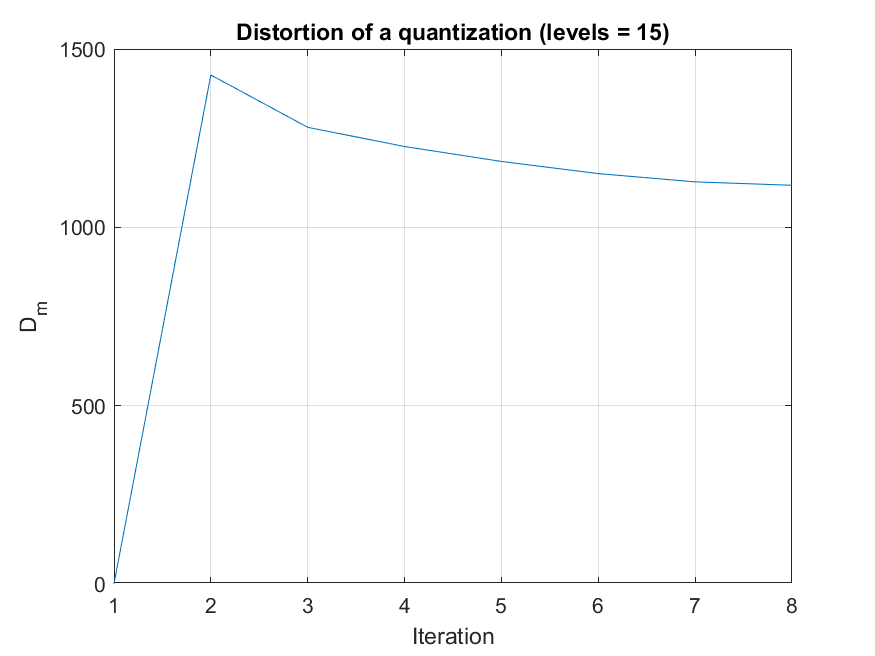 Distortion of a quantization (levels = 15)
1500
1000
500
0
D_m
1 2 3 4 5 6 7 8
Iteration